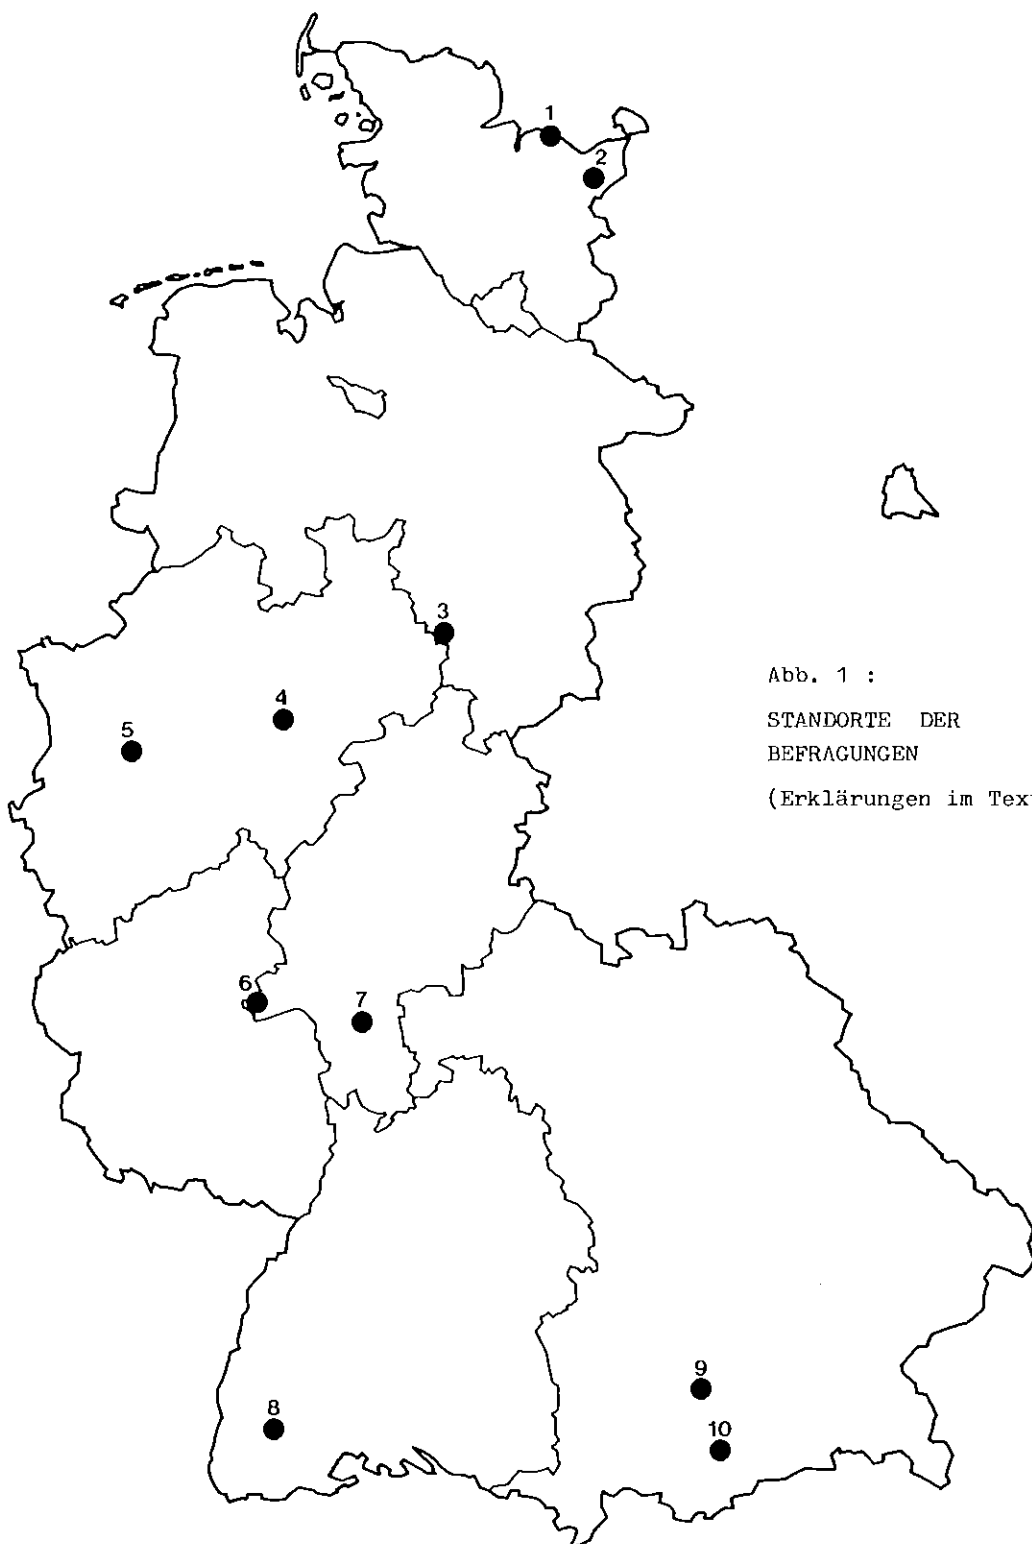 1
2
3
4
5
6
7
8
9
10
Abb. 1 :
STANDORTE DER
BEFRAGUNGEN
(Erklärungen im Tex